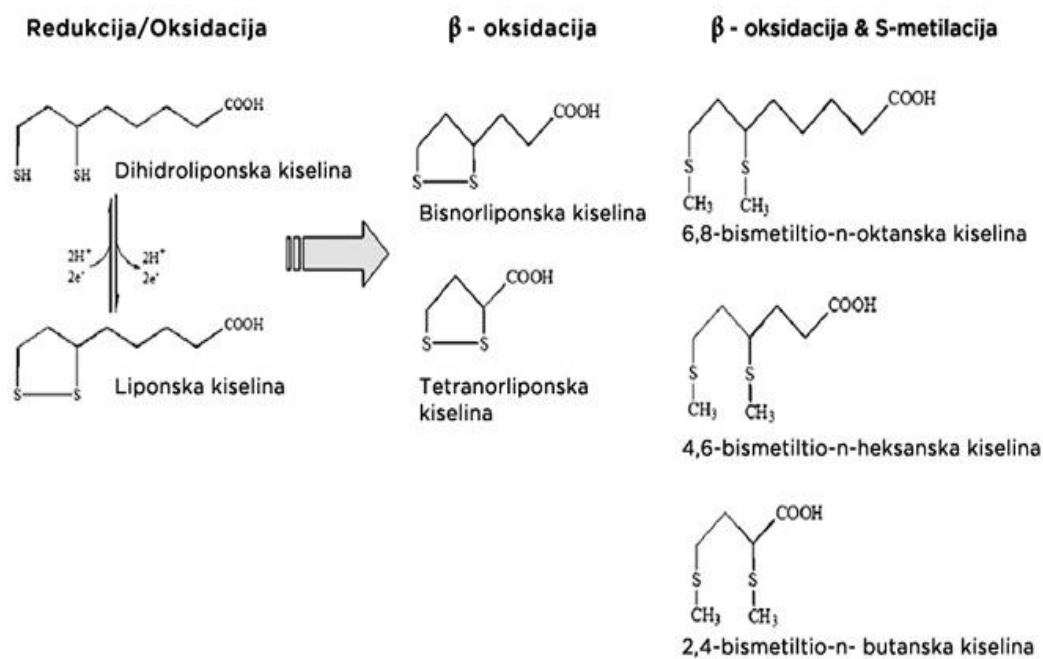 Redukcija/Oksidacija
β - oksidacija
β - oksidacija & S-metilacija
COOH
SH
SH
Dihidroliponska kiselina
2H⁺
2e⁻
2H⁺
2e⁻
COOH
S
S
Liponska kiselina
COOH
S
S
Bisnorliponska kiselina
COOH
S
S
Tetranorliponska
kiselina
COOH
S
S
CH₃
CH₃
6,8-bismetiltio-n-oktanska kiselina
COOH
S
S
CH₃
CH₃
4,6-bismetiltio-n-heksanska kiselina
COOH
S
S
CH₃
CH₃
2,4-bismetiltio-n- butanska kiselina